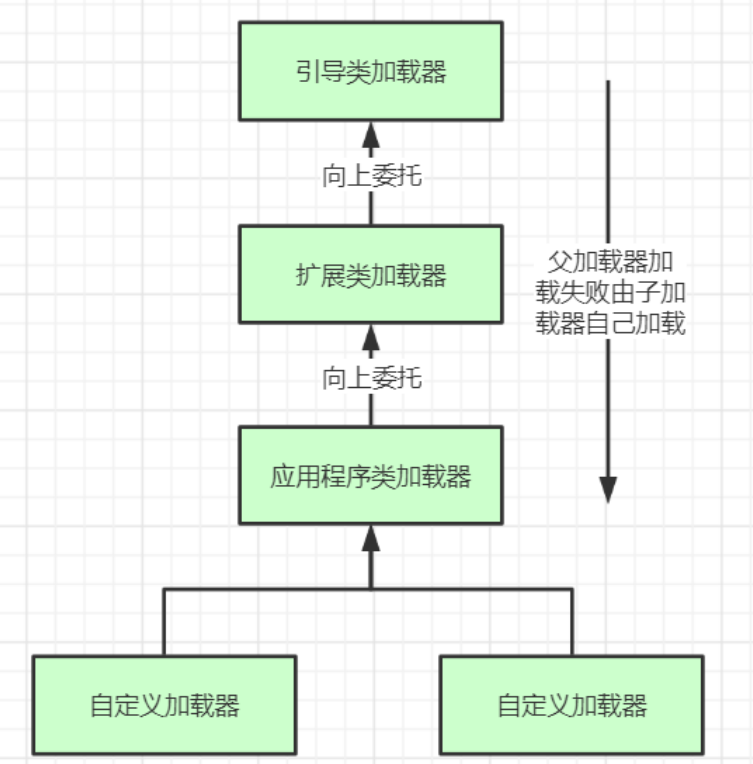 引导类加载器
向上委托
扩展类加载器
父加载器加
载失败由子加
载器自己加载
向上委托
应用程序类加载器
自定义加载器
自定义加载器